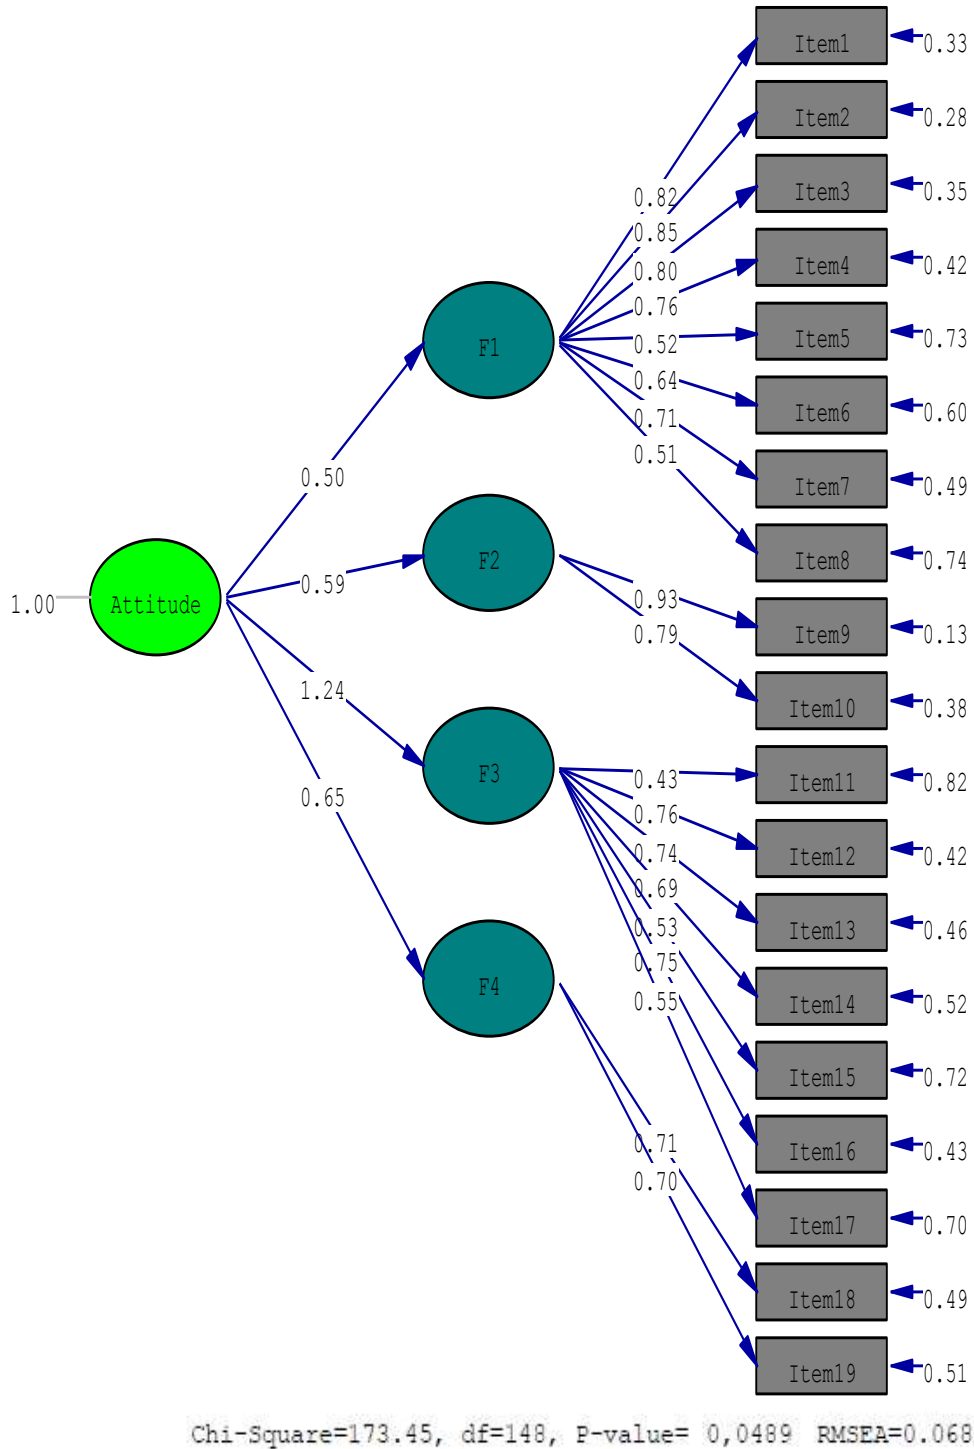 Item1
0.33
Item2
0.28
Item3
0.35
Item4
0.42
Item5
0.73
Item6
0.60
Item7
0.49
Item8
0.74
Item9
0.13
Item10
0.38
Item11
0.82
Item12
0.42
Item13
0.46
Item14
0.52
Item15
0.72
Item16
0.43
Item17
0.70
Item18
0.49
Item19
0.51
0.82
0.85
0.80
0.76
0.52
0.64
0.71
0.51
0.93
0.79
0.43
0.76
0.74
0.69
0.53
0.75
0.55
0.71
0.70
F1
F2
F3
F4
0.50
0.59
1.24
0.65
1.00
Attitude
Chi-Square=173.45, df=148, P-value= 0,0489 RMSEA=0.068